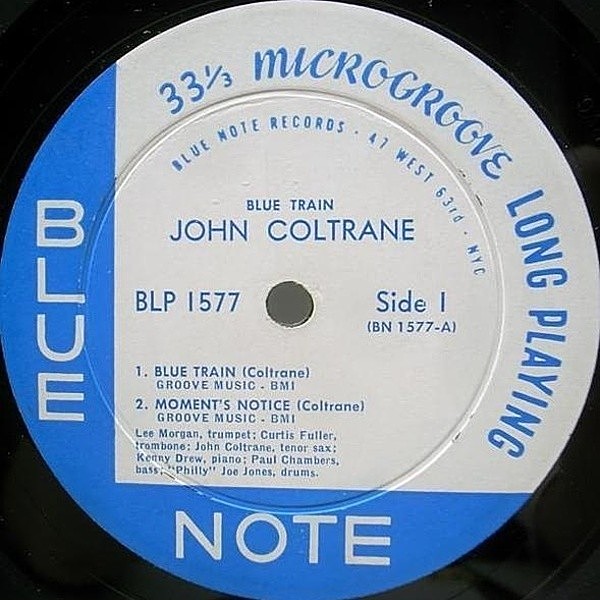 33⅓ MICROGROOVE LONG PLAYING
BLUE NOTE RECORDS · 47 WEST 63rd · NYC
BLUE TRAIN
JOHN COLTRANE
BLP 1577
Side 1
(BN 1577-A)
1. BLUE TRAIN (Coltrane)
GROOVE MUSIC - BMI
2. MOMENT'S NOTICE (Coltrane)
GROOVE MUSIC - BMI
Lee Morgan, trumpet; Curtis Fuller,
trombone; John Coltrane, tenor sax;
Kenny Drew, piano; Paul Chambers,
bass; "Philly" Joe Jones, drums.
BLUE
NOTE